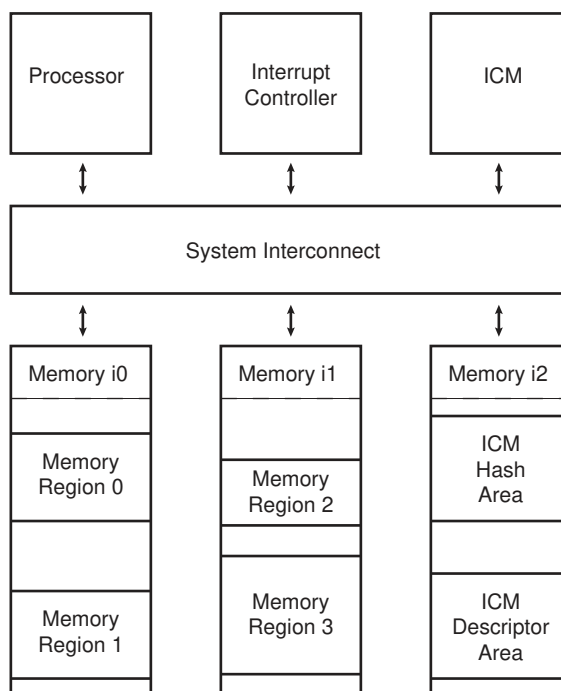 Processor
Interrupt
Controller
ICM
System Interconnect
Memory i0
Memory i1
Memory i2
Memory
Region 0
Memory
Region 2
ICM
Hash
Area
Memory
Region 1
Memory
Region 3
ICM
Descriptor
Area